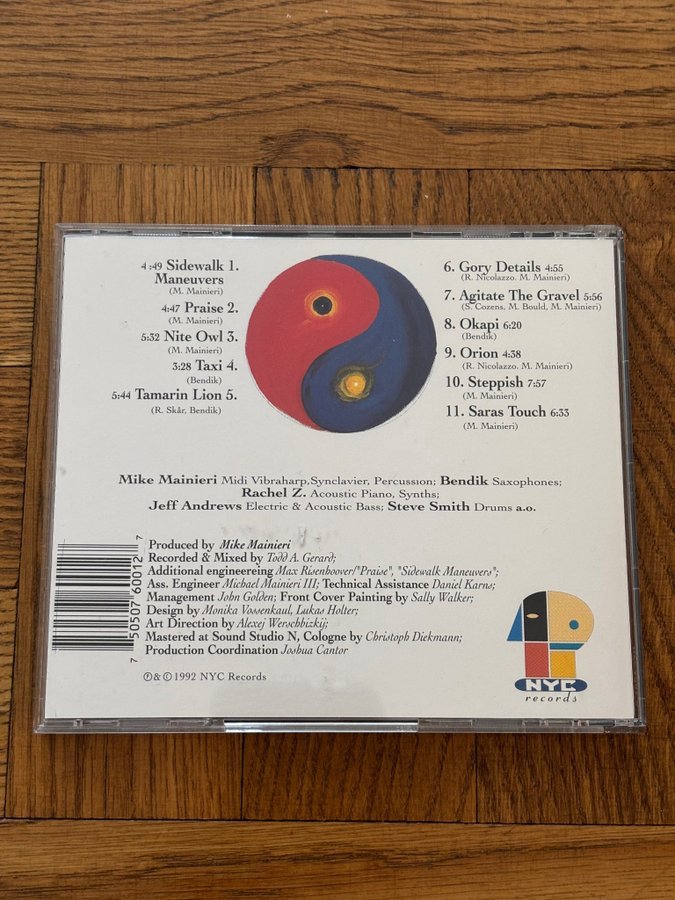 4:49 Sidewalk 1.
Maneuvers
(M. Mainieri)
4:47 Praise 2.
(M. Mainieri)
5:32 Nite Owl 3.
(M. Mainieri)
3:28 Taxi 4.
(Bendik)
5:44 Tamarin Lion 5.
(R. Skår, Bendik)
6. Gory Details 4:55
(R. Nicolazzo. M. Mainieri)
7. Agitate The Gravel 5:56
(S. Cozens, M. Bould, M. Mainieri)
8. Okapi 6:20
(Bendik)
9. Orion 4:38
(R. Nicolazzo. M. Mainieri)
10. Steppish 7:57
(M. Mainieri)
11. Saras Touch 6:33
(M. Mainieri)
Mike Mainieri Midi Vibraharp,Synclavier, Percussion; Bendik Saxophones;
Rachel Z. Acoustic Piano, Synths;
Jeff Andrews Electric & Acoustic Bass; Steve Smith Drums a.o.
Produced by Mike Mainieri
Recorded & Mixed by Todd A. Gerard;
Additional engineereing Max Risenhoover/"Praise", "Sidewalk Maneuvers";
Ass. Engineer Michael Mainieri III; Technical Assistance Daniel Karns;
Management John Golden; Front Cover Painting by Sally Walker;
Design by Monika Vossenkaul, Lukas Holter;
Art Direction by Alexej Werschbizkij;
Mastered at Sound Studio N, Cologne by Christoph Diekmann;
Production Coordination Joshua Cantor
℗ & © 1992 NYC Records
7 50507 60012 7
NYC
records